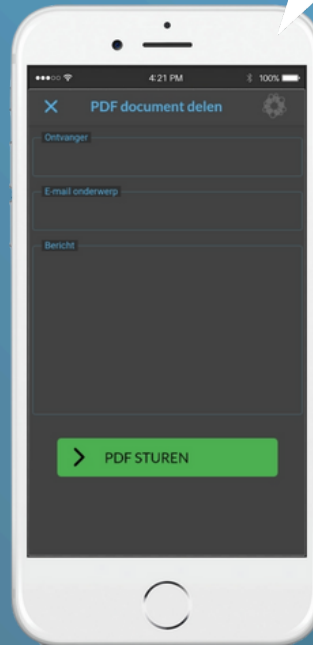 4:21 PM 100%
PDF document delen
Ontvanger
E-mail onderwerp
Bericht
PDF STUREN